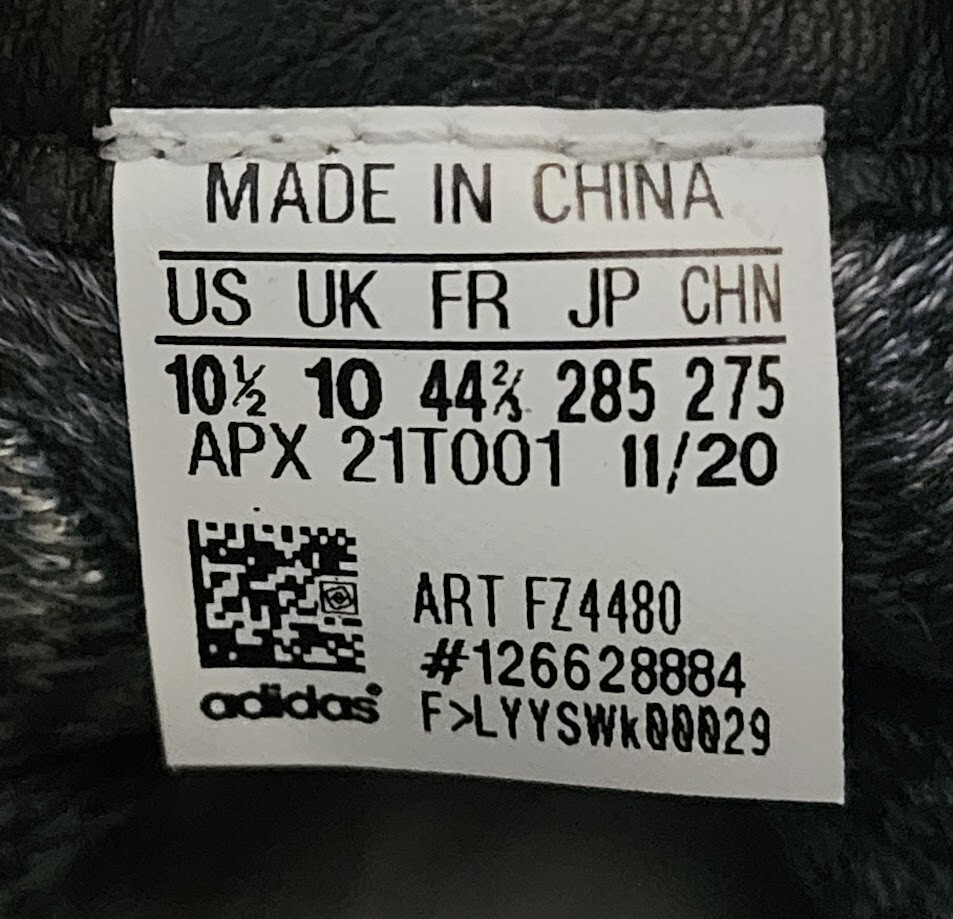 MADE IN CHINA
US UK FR JP CHN
10½ 10 44⅔ 285 275
APX 21T001 11/20
ART FZ4480
#126628884
adidas
F>LYYSWk00029